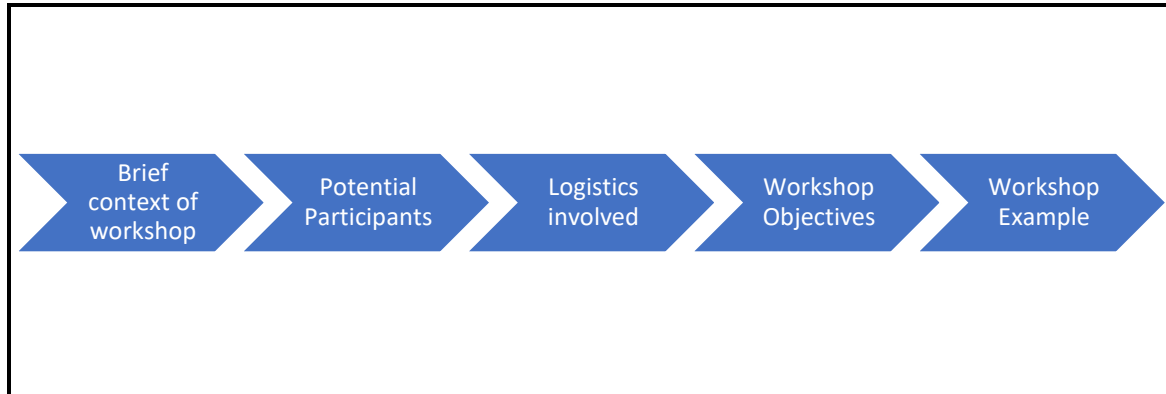 Brief
context of
workshop
Potential
Participants
Logistics
involved
Workshop
Objectives
Workshop
Example